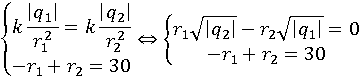 { k |q₁|/r₁² = k |q₂|/r₂² ⇔ { r₁√|q₂| − r₂√|q₁| = 0
−r₁ + r₂ = 30 −r₁ + r₂ = 30